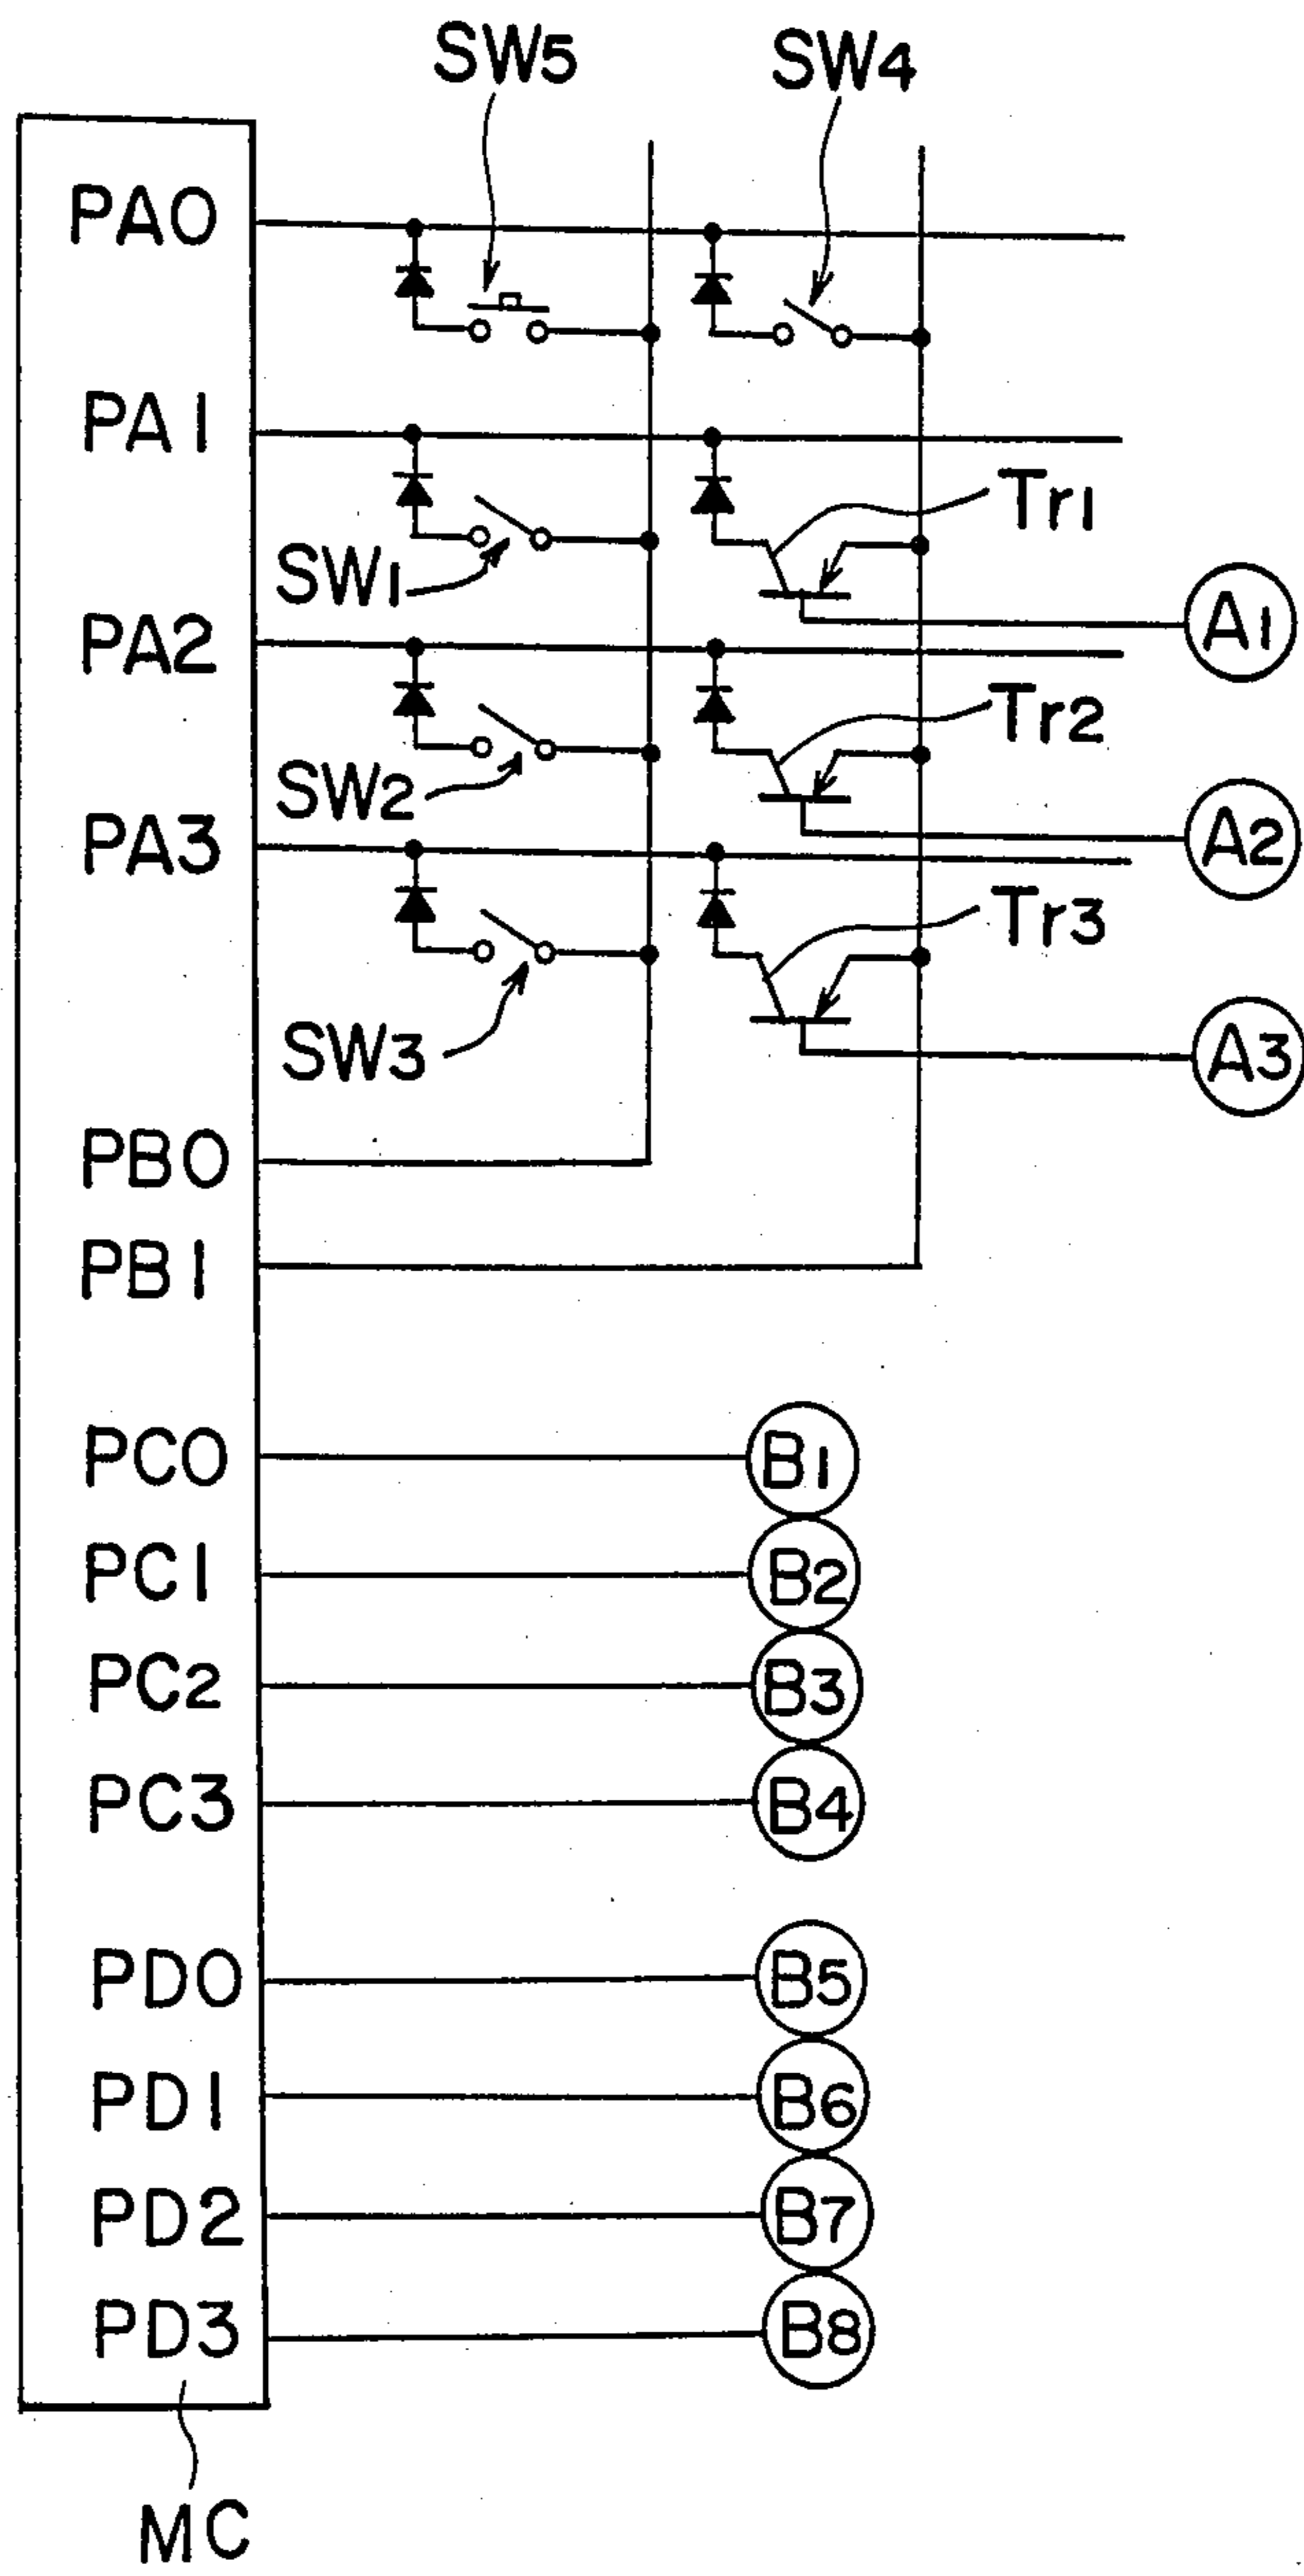 SW5
SW4
PA0
PA1
Tr1
SW1
A1
PA2
Tr2
SW2
A2
PA3
Tr3
SW3
A3
PB0
PB1
PC0
B1
PC1
B2
PC2
B3
PC3
B4
PD0
B5
PD1
B6
PD2
B7
PD3
B8
MC